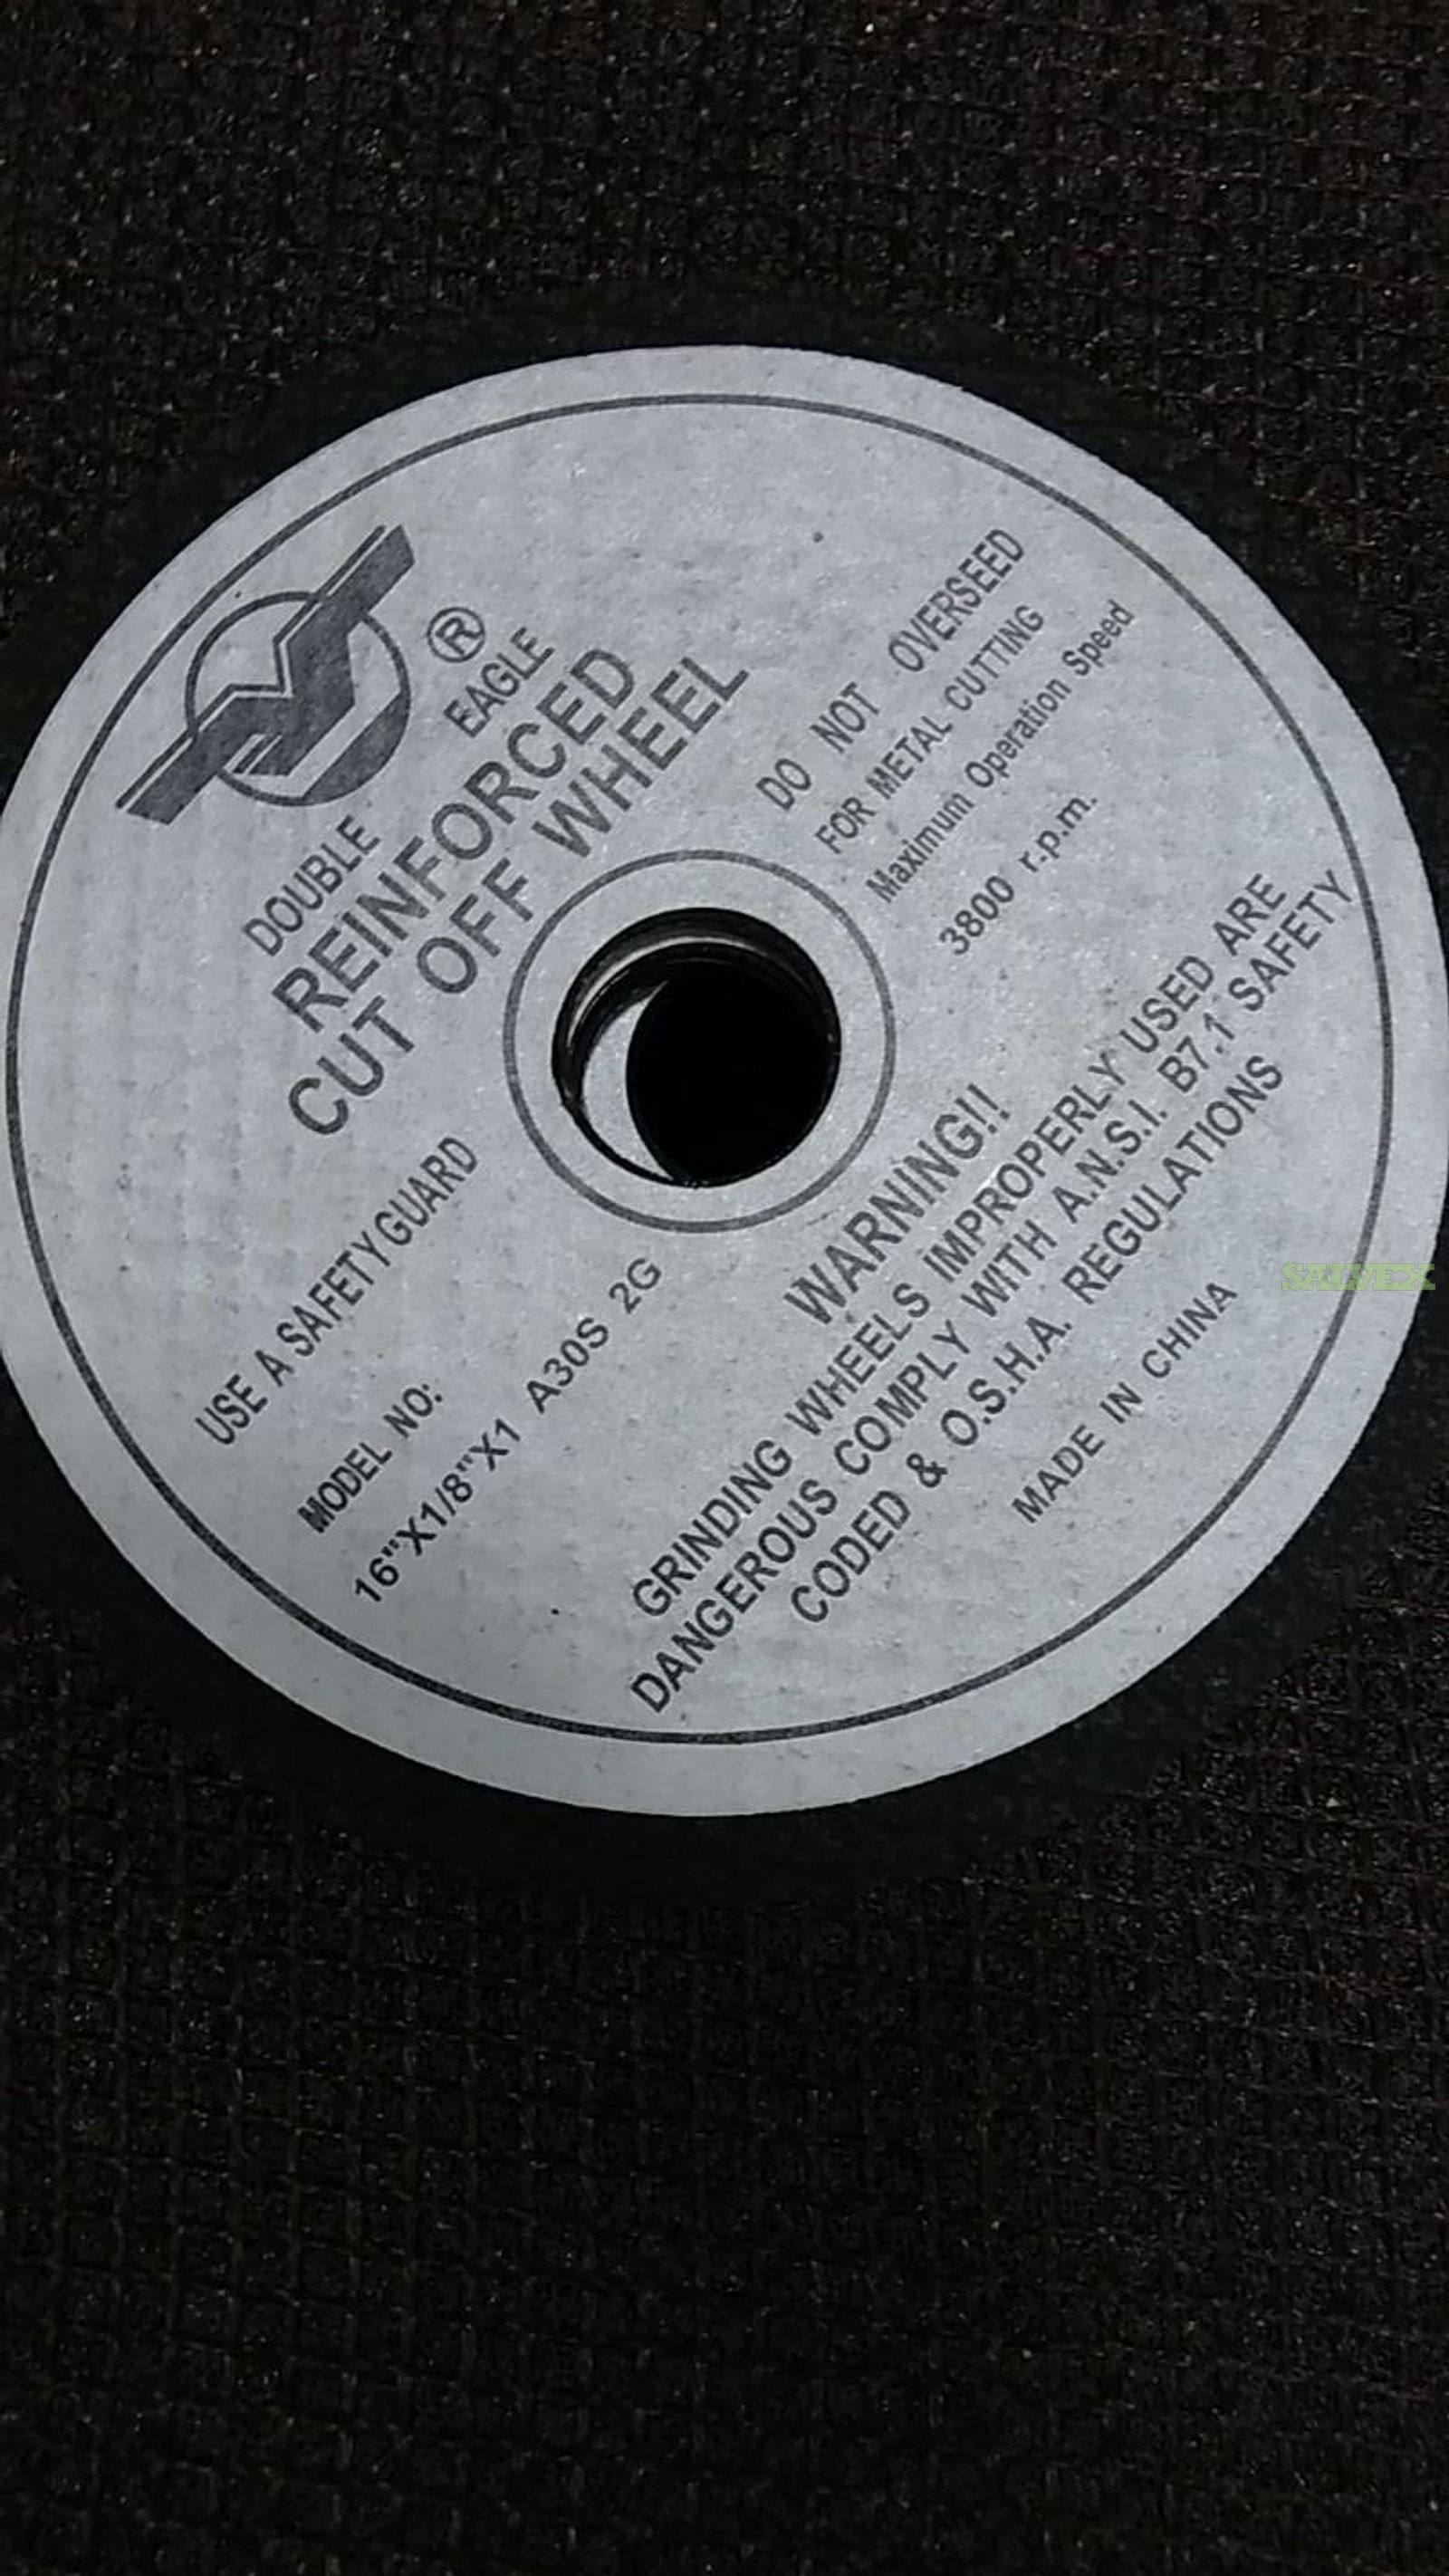 ®
DOUBLE EAGLE
REINFORCED
CUT OFF WHEEL
DO NOT OVERSEED
FOR METAL CUTTING
Maximum Operation Speed
3800 r.p.m.
USE A SAFETY GUARD
MODEL NO:
16"X1/8"X1 A30S 2G
WARNING!!
GRINDING WHEELS IMPROPERLY USED ARE
DANGEROUS COMPLY WITH A.N.S.I. B7.1 SAFETY
CODED & O.S.H.A. REGULATIONS
MADE IN CHINA
SALVEX